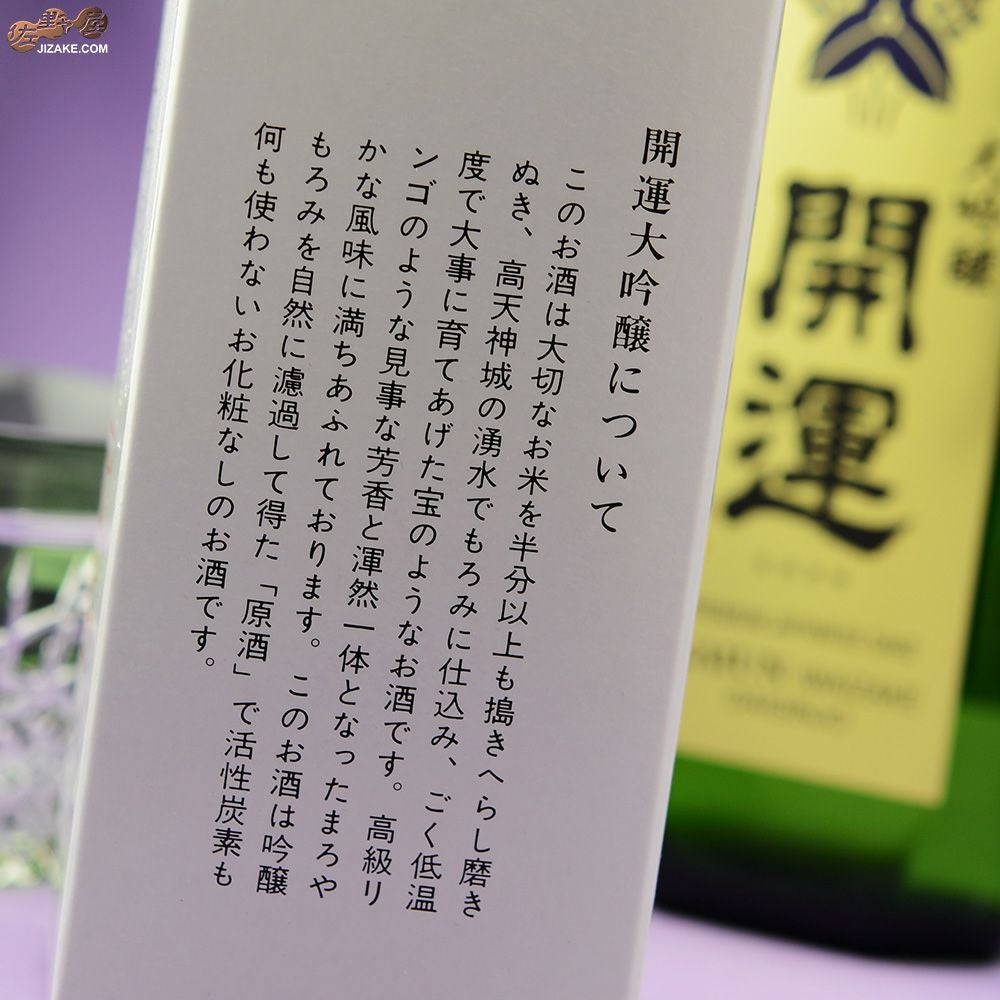 佐野屋
JIZAKE.COM
開運大吟醸について
このお酒は大切なお米を半分以上も搗きへらし磨き
ぬき、高天神城の湧水でもろみに仕込み、ごく低温
度で大事に育てあげた宝のようなお酒です。高級リ
ンゴのような見事な芳香と渾然一体となったまろや
かな風味に満ちあふれております。このお酒は吟醸
もろみを自然に濾過して得た「原酒」で活性炭素も
何も使わないお化粧なしのお酒です。
大吟醸
開運